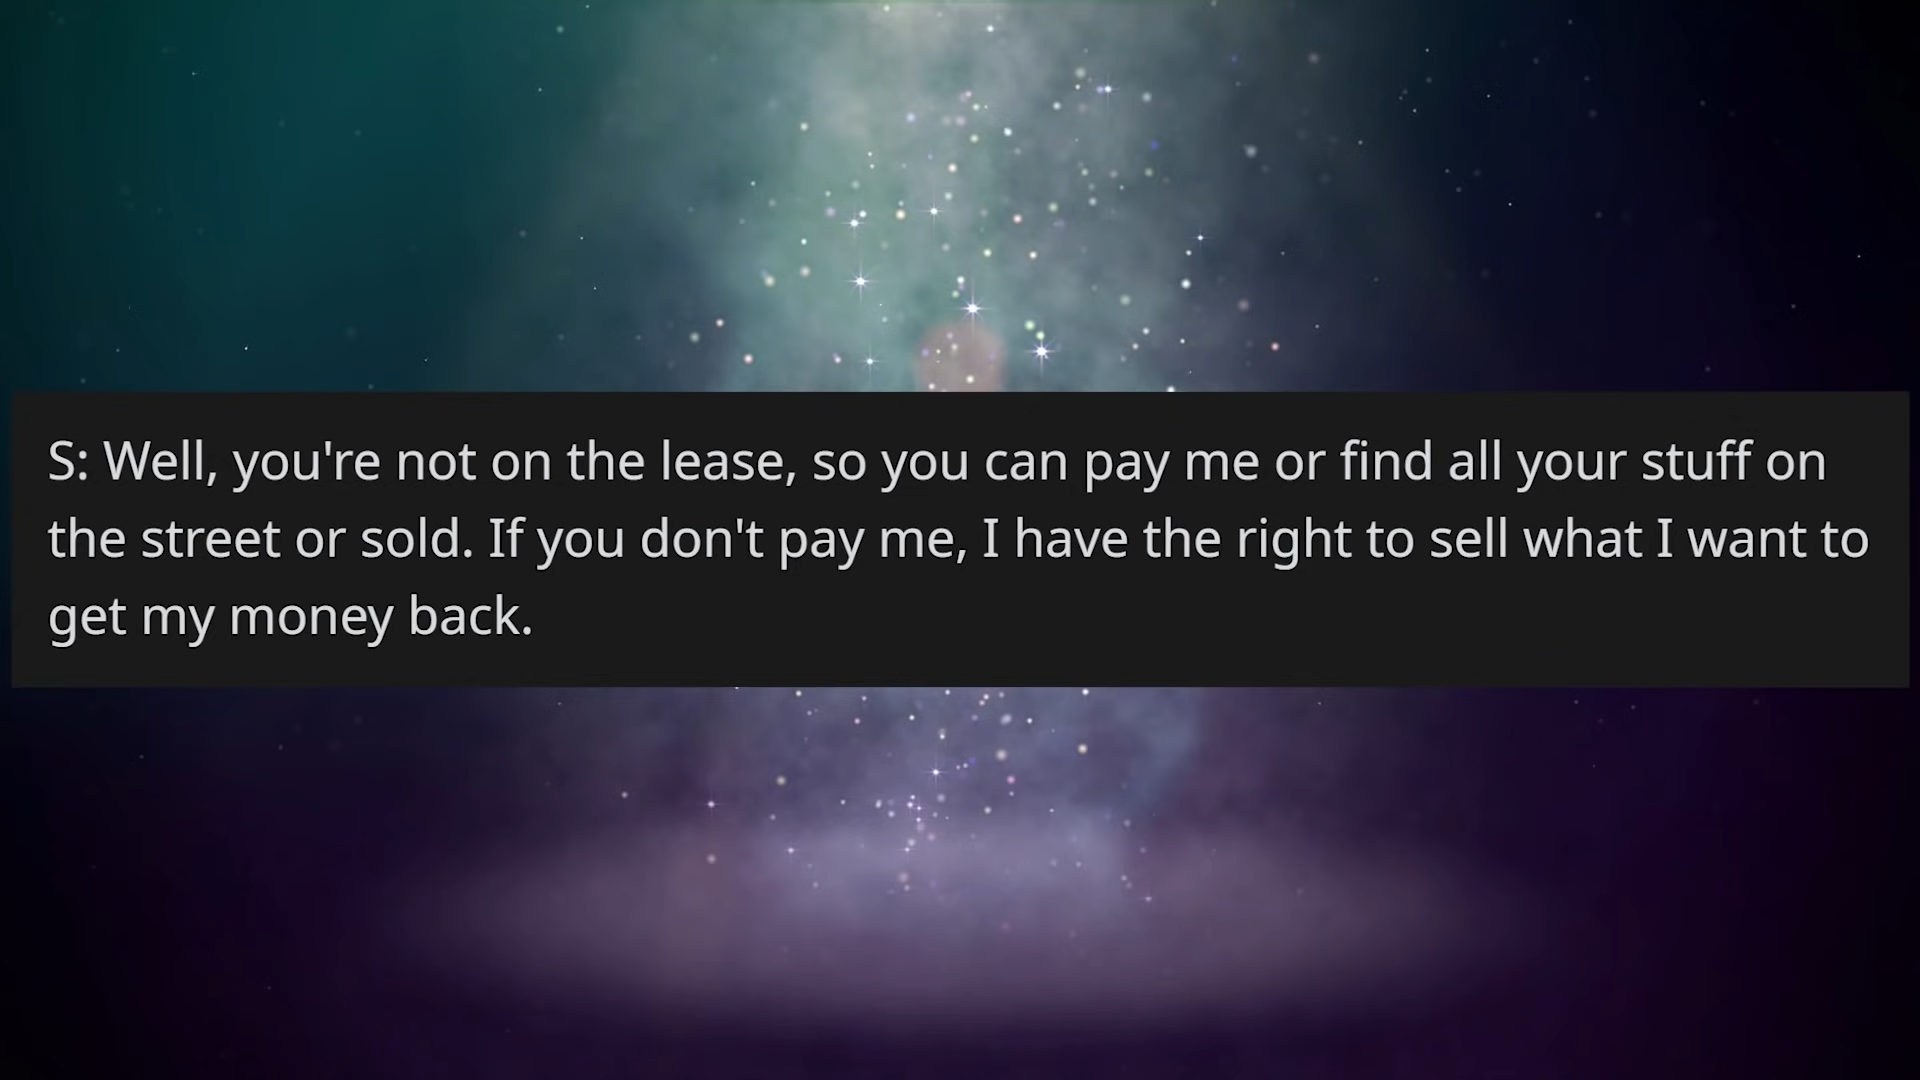 S: Well, you're not on the lease, so you can pay me or find all your stuff on
the street or sold. If you don't pay me, I have the right to sell what I want to
get my money back.